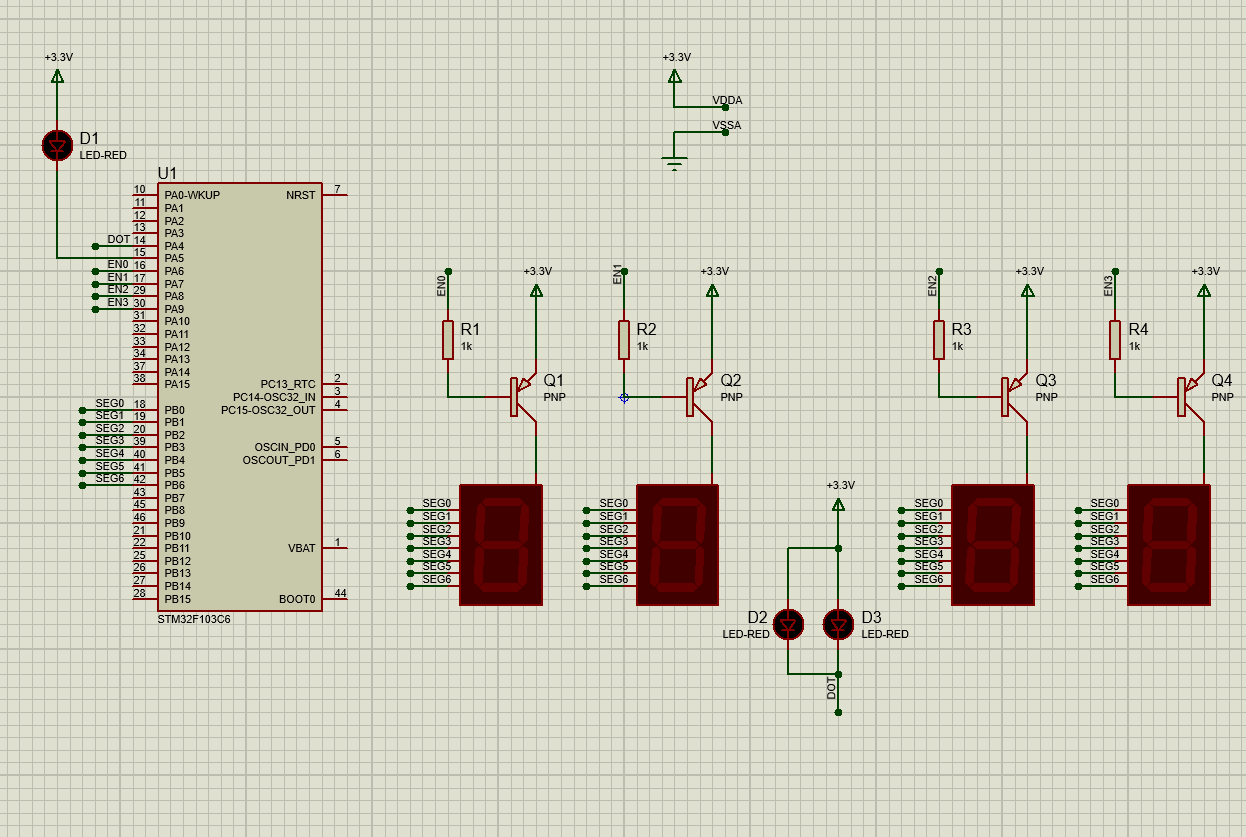 +3.3V
D1
LED-RED
+3.3V
VDDA
VSSA
U1
10 PA0-WKUP NRST 7
11 PA1
12 PA2
13 PA3
DOT 14 PA4
15 PA5
EN0 16 PA6
EN1 17 PA7
EN2 29 PA8
EN3 30 PA9
31 PA10
32 PA11
33 PA12
34 PA13
37 PA14
38 PA15
PC13_RTC 2
PC14-OSC32_IN 3
SEG0 18 PB0 PC15-OSC32_OUT 4
SEG1 19 PB1
SEG2 20 PB2
SEG3 39 PB3 OSCIN_PD0 5
SEG4 40 PB4 OSCOUT_PD1 6
SEG5 41 PB5
SEG6 42 PB6
43 PB7
45 PB8
46 PB9
21 PB10
22 PB11 VBAT 1
25 PB12
26 PB13
27 PB14
28 PB15 BOOT0 44
STM32F103C6
EN0
+3.3V
R1
1k
Q1
PNP
SEG0
SEG1
SEG2
SEG3
SEG4
SEG5
SEG6
EN1
+3.3V
R2
1k
Q2
PNP
SEG0
SEG1
SEG2
SEG3
SEG4
SEG5
SEG6
+3.3V
D2
LED-RED
D3
LED-RED
DOT
EN2
+3.3V
R3
1k
Q3
PNP
SEG0
SEG1
SEG2
SEG3
SEG4
SEG5
SEG6
EN3
+3.3V
R4
1k
Q4
PNP
SEG0
SEG1
SEG2
SEG3
SEG4
SEG5
SEG6